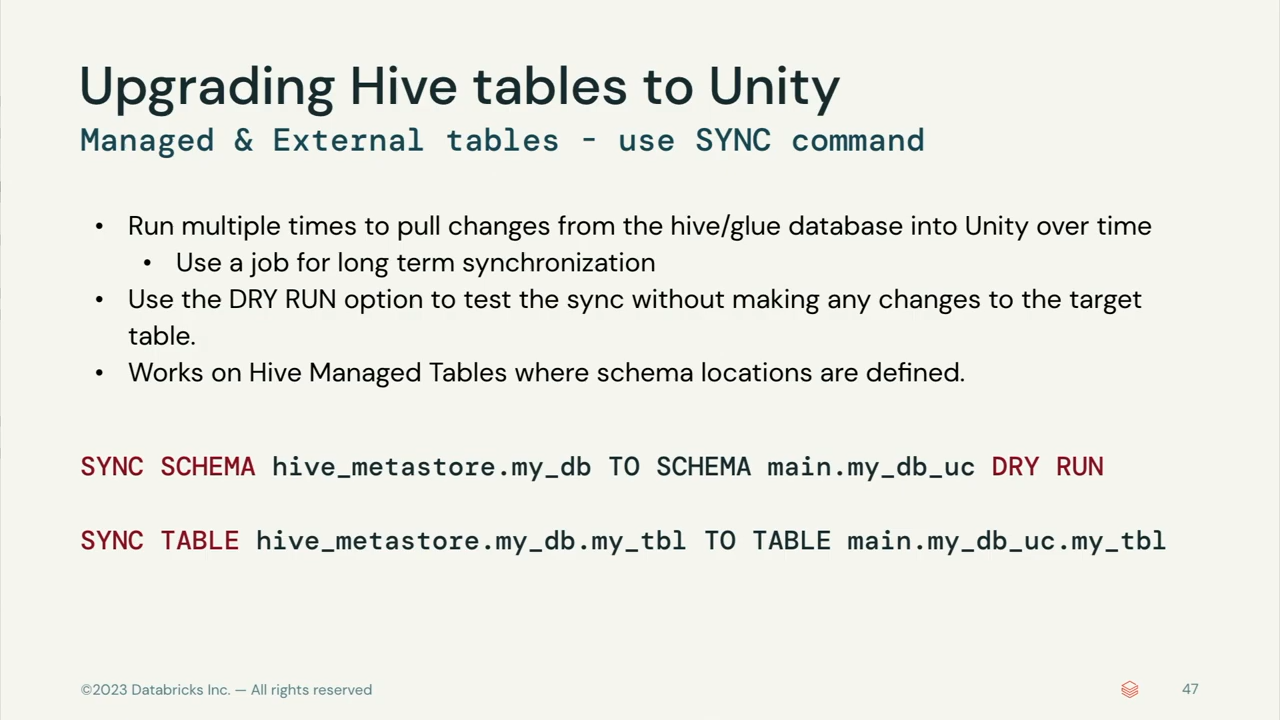 Upgrading Hive tables to Unity
Managed & External tables - use SYNC command
• Run multiple times to pull changes from the hive/glue database into Unity over time
• Use a job for long term synchronization
• Use the DRY RUN option to test the sync without making any changes to the target
table.
• Works on Hive Managed Tables where schema locations are defined.
SYNC SCHEMA hive_metastore.my_db TO SCHEMA main.my_db_uc DRY RUN
SYNC TABLE hive_metastore.my_db.my_tbl TO TABLE main.my_db_uc.my_tbl
©2023 Databricks Inc. — All rights reserved
47